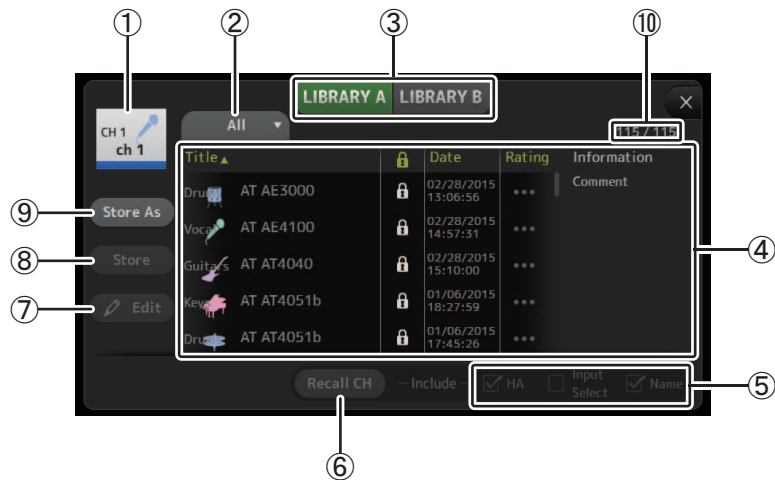 ① ② ③ ⑩
LIBRARY A LIBRARY B
CH 1
ch 1
All
115 / 115
Title Date Rating Information
Drums AT AE3000 02/28/2015 13:06:56 Comment
Vocal AT AE4100 02/28/2015 14:57:31
Guitars AT AT4040 02/28/2015 15:10:00
Keys AT AT4051b 01/06/2015 18:27:59
Drums AT AT4051b 01/06/2015 17:45:26
⑨ Store As
⑧ Store
④
⑦ Edit
Recall CH Include HA Input Select Name
⑤
⑥